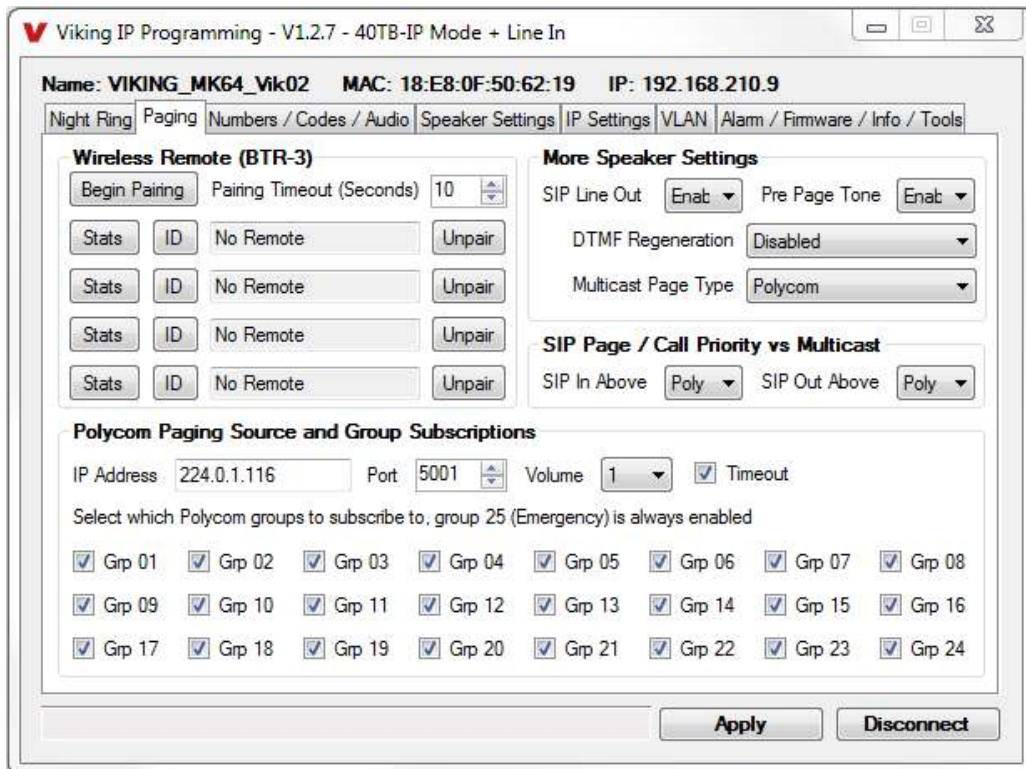 Viking IP Programming - V1.2.7 - 40TB-IP Mode + Line In
Name: VIKING_MK64_Vik02 MAC: 18:E8:0F:50:62:19 IP: 192.168.210.9
Night Ring Paging Numbers / Codes / Audio Speaker Settings IP Settings VLAN Alarm / Firmware / Info / Tools
Wireless Remote (BTR-3)
Begin Pairing Pairing Timeout (Seconds) 10
Stats ID No Remote Unpair
Stats ID No Remote Unpair
Stats ID No Remote Unpair
Stats ID No Remote Unpair
More Speaker Settings
SIP Line Out Enab Pre Page Tone Enab
DTMF Regeneration Disabled
Multicast Page Type Polycom
SIP Page / Call Priority vs Multicast
SIP In Above Poly SIP Out Above Poly
Polycom Paging Source and Group Subscriptions
IP Address 224.0.1.116 Port 5001 Volume 1 Timeout
Select which Polycom groups to subscribe to, group 25 (Emergency) is always enabled
Grp 01 Grp 02 Grp 03 Grp 04 Grp 05 Grp 06 Grp 07 Grp 08
Grp 09 Grp 10 Grp 11 Grp 12 Grp 13 Grp 14 Grp 15 Grp 16
Grp 17 Grp 18 Grp 19 Grp 20 Grp 21 Grp 22 Grp 23 Grp 24
Apply Disconnect